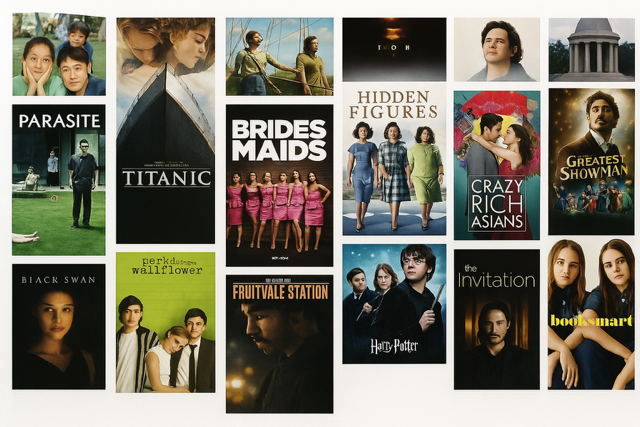 PARASITE
TITANIC
BRIDES
MAIDS
HIDDEN
FIGURES
CRAZY
RICH
ASIANS
GREATEST
SHOWMAN
BLACK SWAN
wallflower
FRUITVALE STATION
Harry Potter
the
Invitation
booksmart